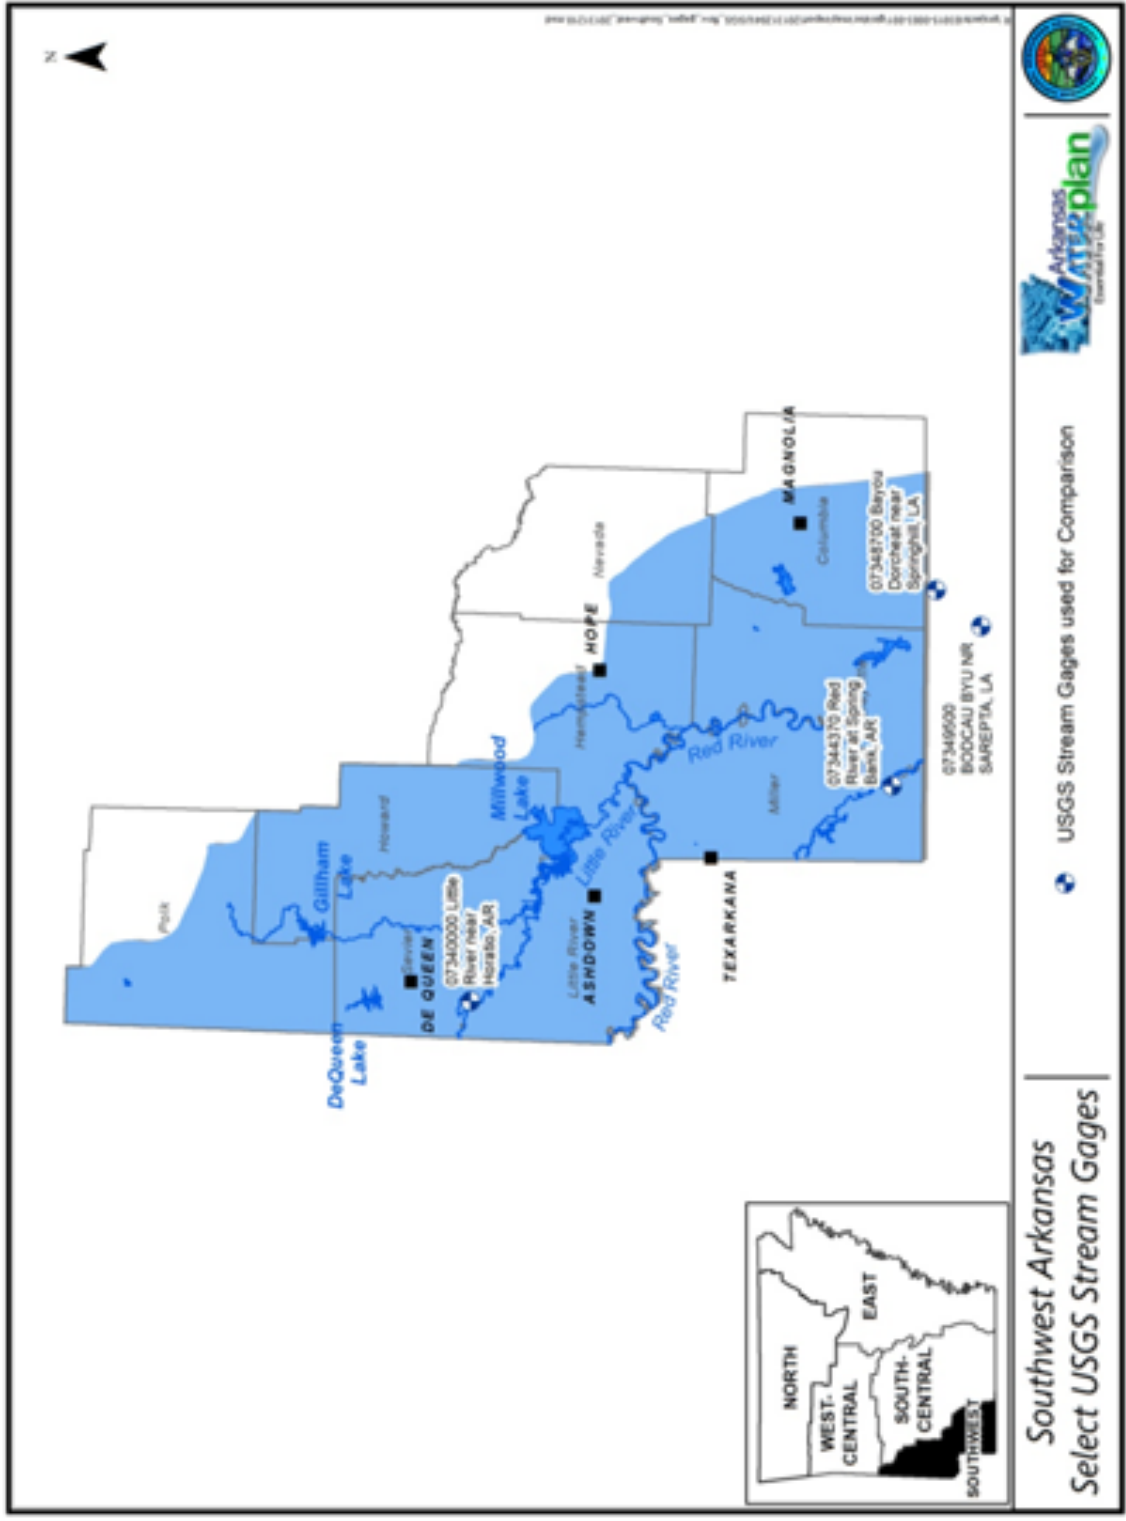 N
Polk
Gillham
Lake
Howard
DeQueen
Lake
Sevier
DE QUEEN
07340000 Little
River near
Horatio, AR
Millwood
Lake
Little River
Little River
ASHDOWN
Hempstead
HOPE
Nevada
Red River
Red River
TEXARKANA
Miller
07344370 Red
River at Spring
Bank, AR
MAGNOLIA
Columbia
07348700 Bayou
Dorcheat near
Springhill, LA
07349500
BODCAU BYU NR
SAREPTA, LA
NORTH
WEST-
CENTRAL
EAST
SOUTH-
CENTRAL
SOUTHWEST
Southwest Arkansas
Select USGS Stream Gages
USGS Stream Gages used for Comparison
Arkansas
WATER plan
Essential For Life